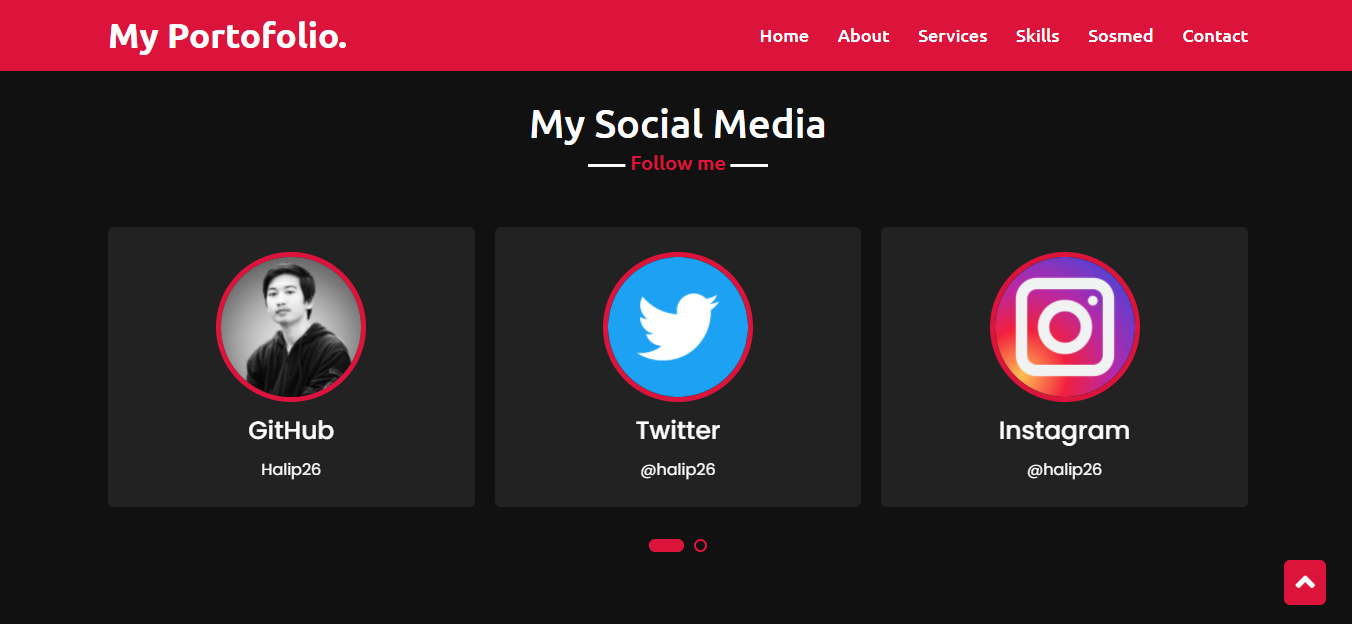 My Portofolio.
Home About Services Skills Sosmed Contact
My Social Media
Follow me
GitHub
Halip26
Twitter
@halip26
Instagram
@halip26